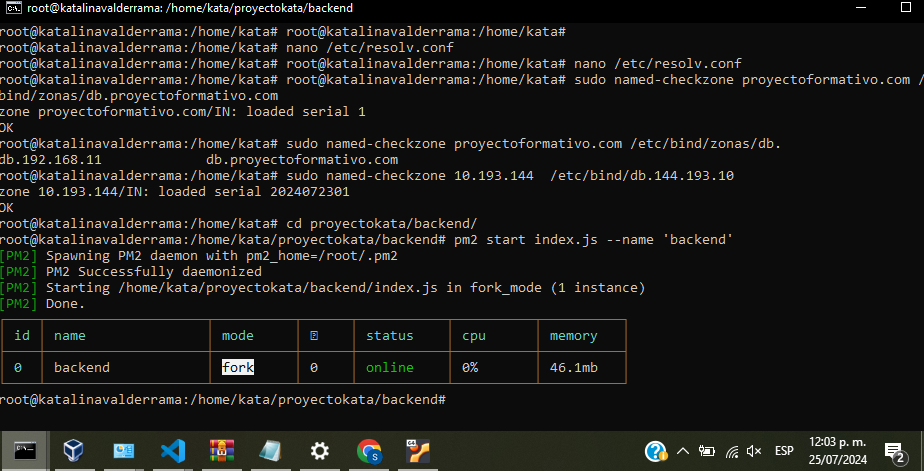 root@katalinavalderrama: /home/kata/proyectokata/backend
root@katalinavalderrama:/home/kata# root@katalinavalderrama:/home/kata#
root@katalinavalderrama:/home/kata# nano /etc/resolv.conf
root@katalinavalderrama:/home/kata# root@katalinavalderrama:/home/kata# nano /etc/resolv.conf
root@katalinavalderrama:/home/kata# root@katalinavalderrama:/home/kata# sudo named-checkzone proyectoformativo.com /
bind/zonas/db.proyectoformativo.com
zone proyectoformativo.com/IN: loaded serial 1
OK
root@katalinavalderrama:/home/kata# sudo named-checkzone proyectoformativo.com /etc/bind/zonas/db.
db.192.168.11 db.proyectoformativo.com
root@katalinavalderrama:/home/kata# sudo named-checkzone 10.193.144  /etc/bind/db.144.193.10
zone 10.193.144/IN: loaded serial 2024072301
OK
root@katalinavalderrama:/home/kata# cd proyectokata/backend/
root@katalinavalderrama:/home/kata/proyectokata/backend# pm2 start index.js --name 'backend'
[PM2] Spawning PM2 daemon with pm2_home=/root/.pm2
[PM2] PM2 Successfully daemonized
[PM2] Starting /home/kata/proyectokata/backend/index.js in fork_mode (1 instance)
[PM2] Done.
id name mode status cpu memory
0 backend fork 0 online 0% 46.1mb
root@katalinavalderrama:/home/kata/proyectokata/backend#
64
S
ESP
12:03 p. m.
25/07/2024
2